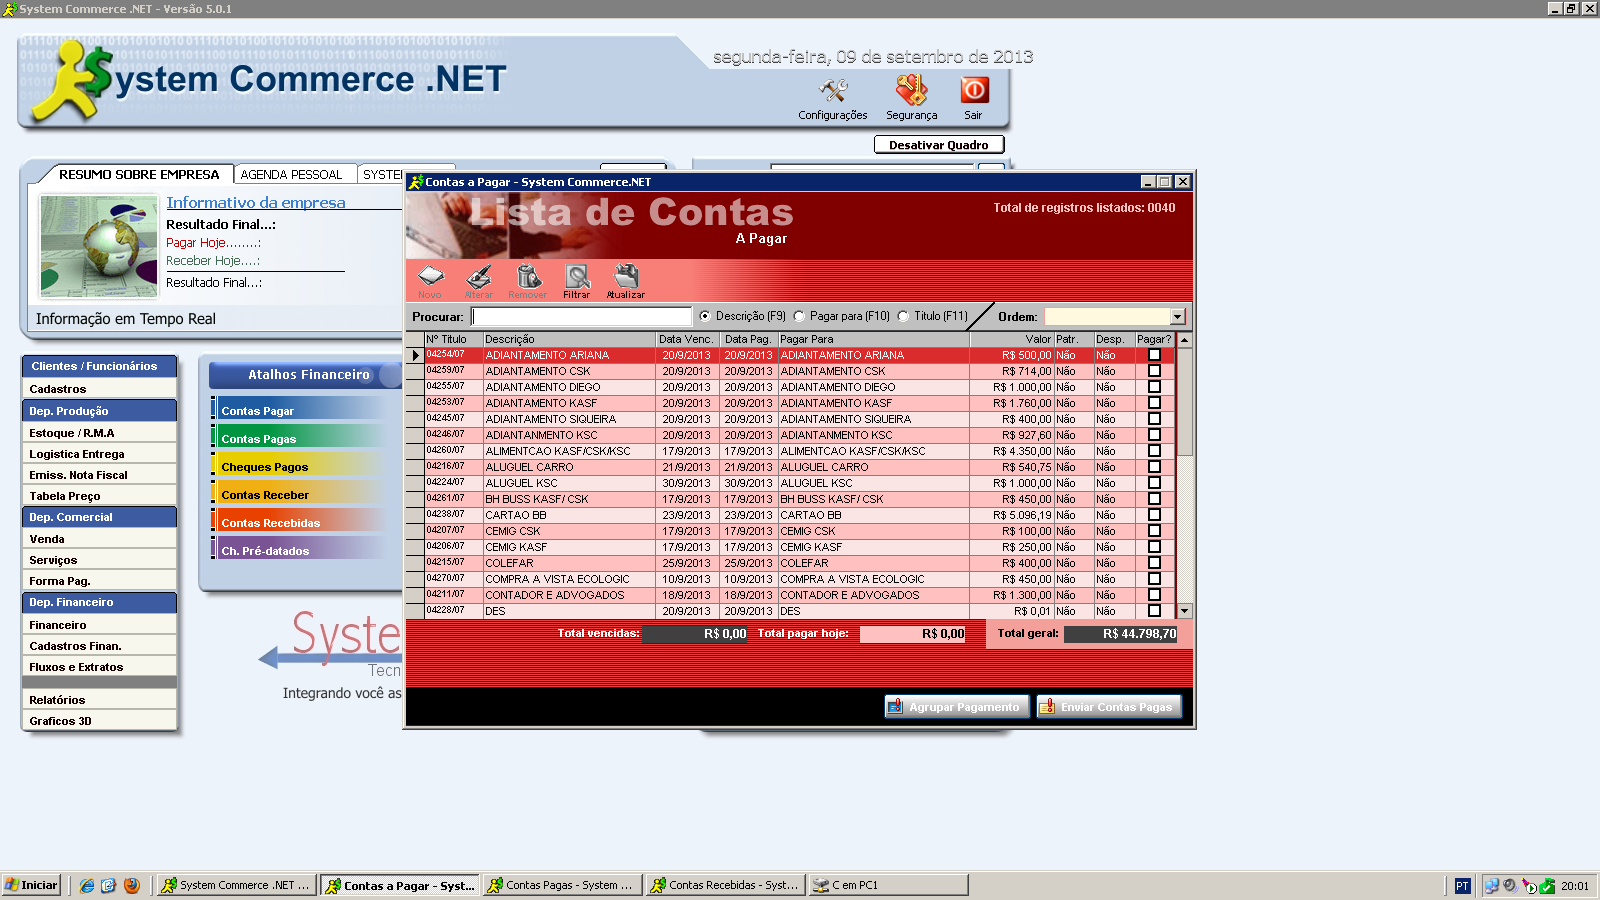 System Commerce .NET - Versão 5.0.1
$ystem Commerce .NET
segunda-feira, 09 de setembro de 2013
Configurações Segurança Sair
Desativar Quadro
RESUMO SOBRE EMPRESA AGENDA PESSOAL SYSTE
Informativo da empresa
Resultado Final...:
Pagar Hoje........:
Receber Hoje....:
Resultado Final...:
Informação em Tempo Real
Clientes / Funcionários
Cadastros
Dep. Produção
Estoque / R.M.A
Logistica Entrega
Emiss. Nota Fiscal
Tabela Preço
Dep. Comercial
Venda
Serviços
Forma Pag.
Dep. Financeiro
Financeiro
Cadastros Finan.
Fluxos e Extratos
Relatórios
Graficos 3D
Atalhos Financeiro
Contas Pagar
Contas Pagas
Cheques Pagos
Contas Receber
Contas Recebidas
Ch. Pré-datados
Syste
Tecn
Integrando você as
Contas a Pagar - System Commerce.NET
Lista de Contas
A Pagar
Total de registros listados: 0040
Novo Alterar Remover Filtrar Atualizar
Procurar: Descrição (F9) Pagar para (F10) Titulo (F11) Ordem:
Nº Titulo Descrição Data Venc. Data Pag. Pagar Para Valor Patr. Desp. Pagar?
04254/07 ADIANTAMENTO ARIANA 20/9/2013 20/9/2013 ADIANTAMENTO ARIANA R$ 500,00 Não Não
04259/07 ADIANTAMENTO CSK 20/9/2013 20/9/2013 ADIANTAMENTO CSK R$ 714,00 Não Não
04255/07 ADIANTAMENTO DIEGO 20/9/2013 20/9/2013 ADIANTAMENTO DIEGO R$ 1.000,00 Não Não
04253/07 ADIANTAMENTO KASF 20/9/2013 20/9/2013 ADIANTAMENTO KASF R$ 1.760,00 Não Não
04245/07 ADIANTAMENTO SIQUEIRA 20/9/2013 20/9/2013 ADIANTAMENTO SIQUEIRA R$ 400,00 Não Não
04246/07 ADIANTANMENTO KSC 20/9/2013 20/9/2013 ADIANTANMENTO KSC R$ 927,60 Não Não
04260/07 ALIMENTCAO KASF/CSK/KSC 17/9/2013 17/9/2013 ALIMENTCAO KASF/CSK/KSC R$ 4.350,00 Não Não
04216/07 ALUGUEL CARRO 21/9/2013 21/9/2013 ALUGUEL CARRO R$ 540,75 Não Não
04224/07 ALUGUEL KSC 30/9/2013 30/9/2013 ALUGUEL KSC R$ 1.000,00 Não Não
04261/07 BH BUSS KASF/ CSK 17/9/2013 17/9/2013 BH BUSS KASF/ CSK R$ 450,00 Não Não
04238/07 CARTAO BB 23/9/2013 23/9/2013 CARTAO BB R$ 5.096,19 Não Não
04207/07 CEMIG CSK 17/9/2013 17/9/2013 CEMIG CSK R$ 100,00 Não Não
04206/07 CEMIG KASF 17/9/2013 17/9/2013 CEMIG KASF R$ 250,00 Não Não
04215/07 COLEFAR 25/9/2013 25/9/2013 COLEFAR R$ 400,00 Não Não
04270/07 COMPRA A VISTA ECOLOGIC 10/9/2013 10/9/2013 COMPRA A VISTA ECOLOGIC R$ 450,00 Não Não
04211/07 CONTADOR E ADVOGADOS 18/9/2013 18/9/2013 CONTADOR E ADVOGADOS R$ 1.300,00 Não Não
04228/07 DES 20/9/2013 20/9/2013 DES R$ 0,01 Não Não
Total vencidas: R$ 0,00 Total pagar hoje: R$ 0,00 Total geral: R$ 44.798,70
Agrupar Pagamento Enviar Contas Pagas
Iniciar System Commerce .NET ... Contas a Pagar - Syst... Contas Pagas - System ... Contas Recebidas - Syst... C em PC1 PT 20:01